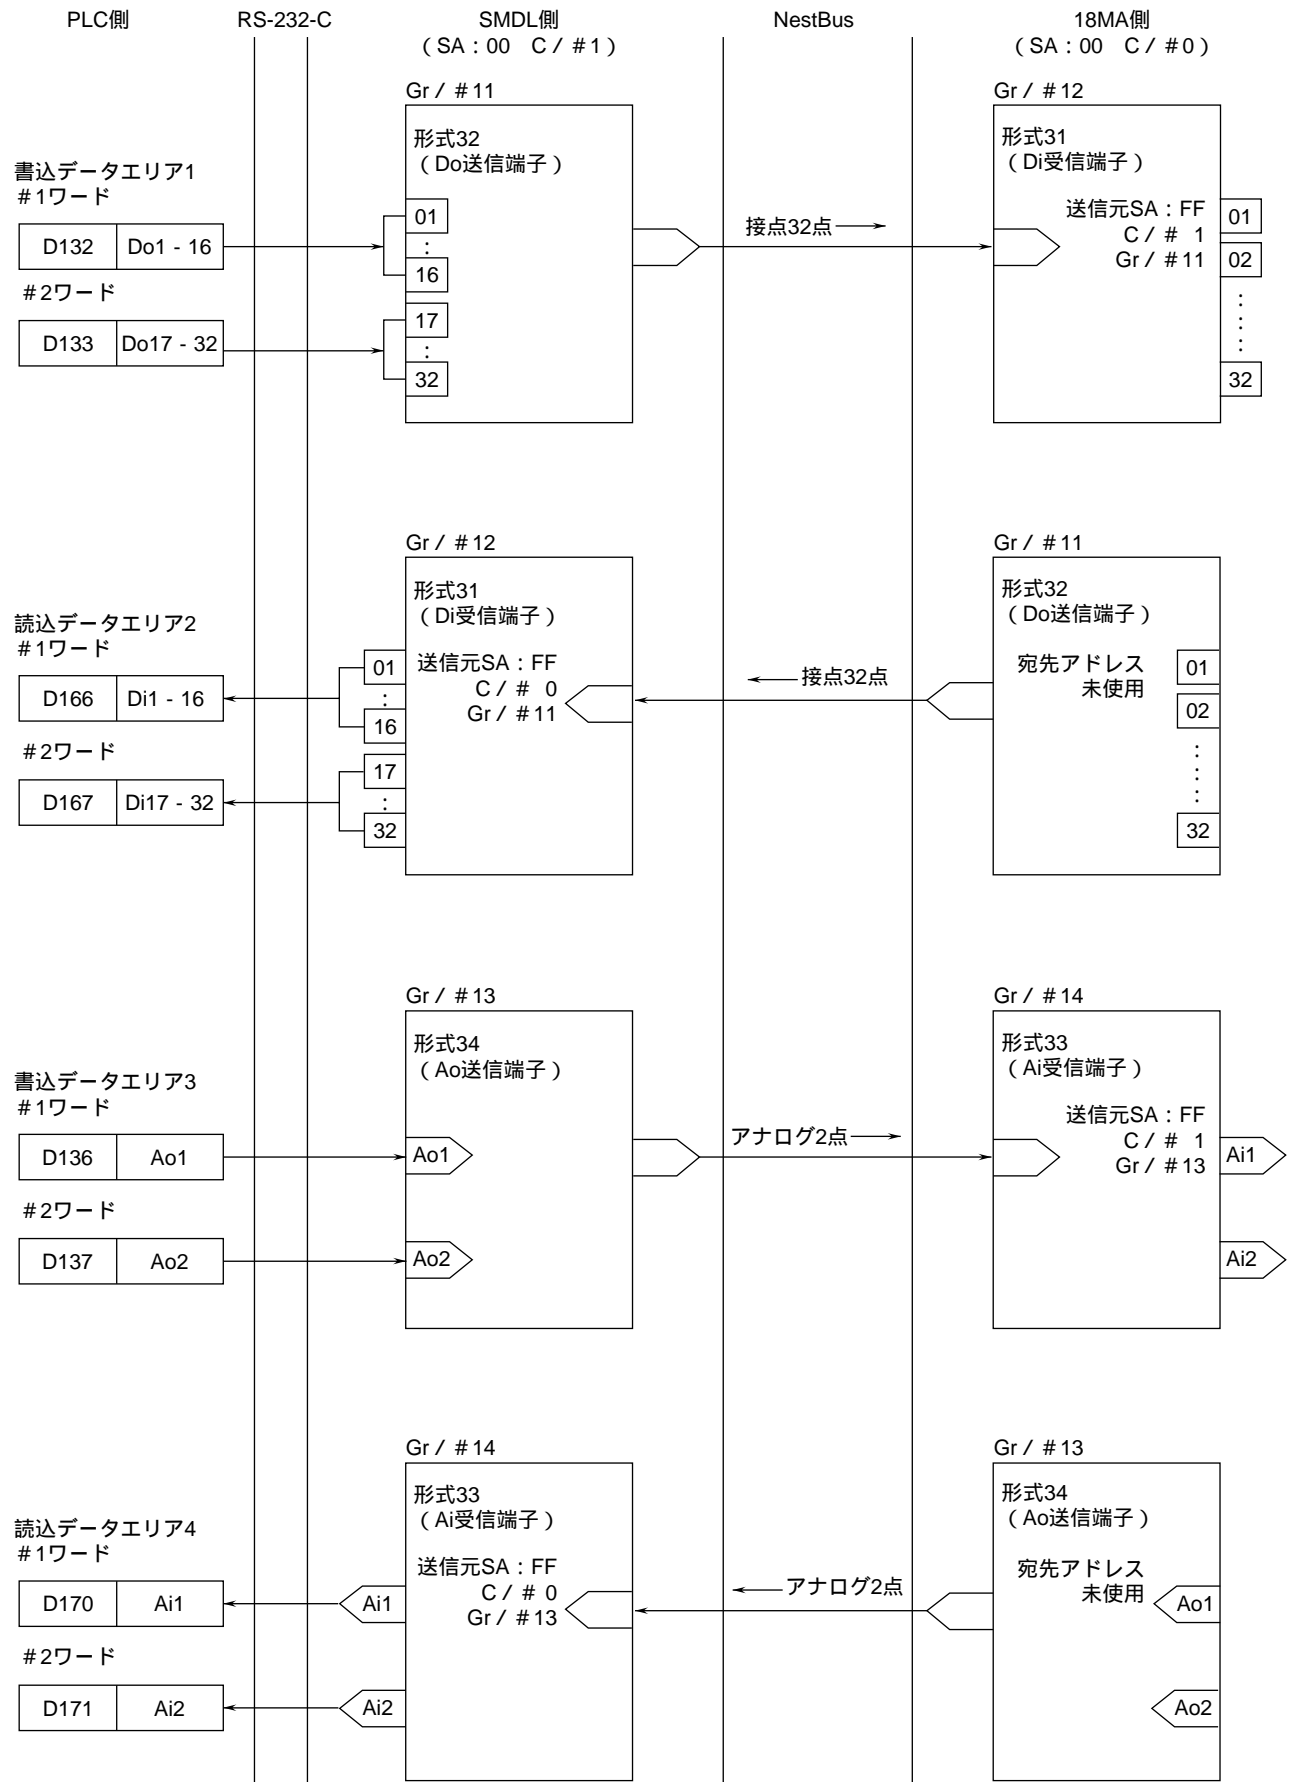 PLC側
RS-232-C
SMDL側
（SA：00　C／＃1）
NestBus
18MA側
（SA：00　C／＃0）
書込データエリア1
＃1ワード
D132 Do1 - 16
＃2ワード
D133 Do17 - 32
Gr／＃11
形式32
（Do送信端子）
01
：
16
17
：
32
接点32点
Gr／＃12
形式31
（Di受信端子）
送信元SA：FF
C／＃ 1
Gr／＃11
01
02
：
：
32
読込データエリア2
＃1ワード
D166 Di1 - 16
＃2ワード
D167 Di17 - 32
Gr／＃12
形式31
（Di受信端子）
送信元SA：FF
C／＃ 0
Gr／＃11
01
：
16
17
：
32
接点32点
Gr／＃11
形式32
（Do送信端子）
宛先アドレス
未使用
01
02
：
：
32
書込データエリア3
＃1ワード
D136 Ao1
＃2ワード
D137 Ao2
Gr／＃13
形式34
（Ao送信端子）
Ao1
Ao2
アナログ2点
Gr／＃14
形式33
（Ai受信端子）
送信元SA：FF
C／＃ 1
Gr／＃13
Ai1
Ai2
読込データエリア4
＃1ワード
D170 Ai1
＃2ワード
D171 Ai2
Gr／＃14
形式33
（Ai受信端子）
送信元SA：FF
C／＃ 0
Gr／＃13
Ai1
Ai2
アナログ2点
Gr／＃13
形式34
（Ao送信端子）
宛先アドレス
未使用
Ao1
Ao2